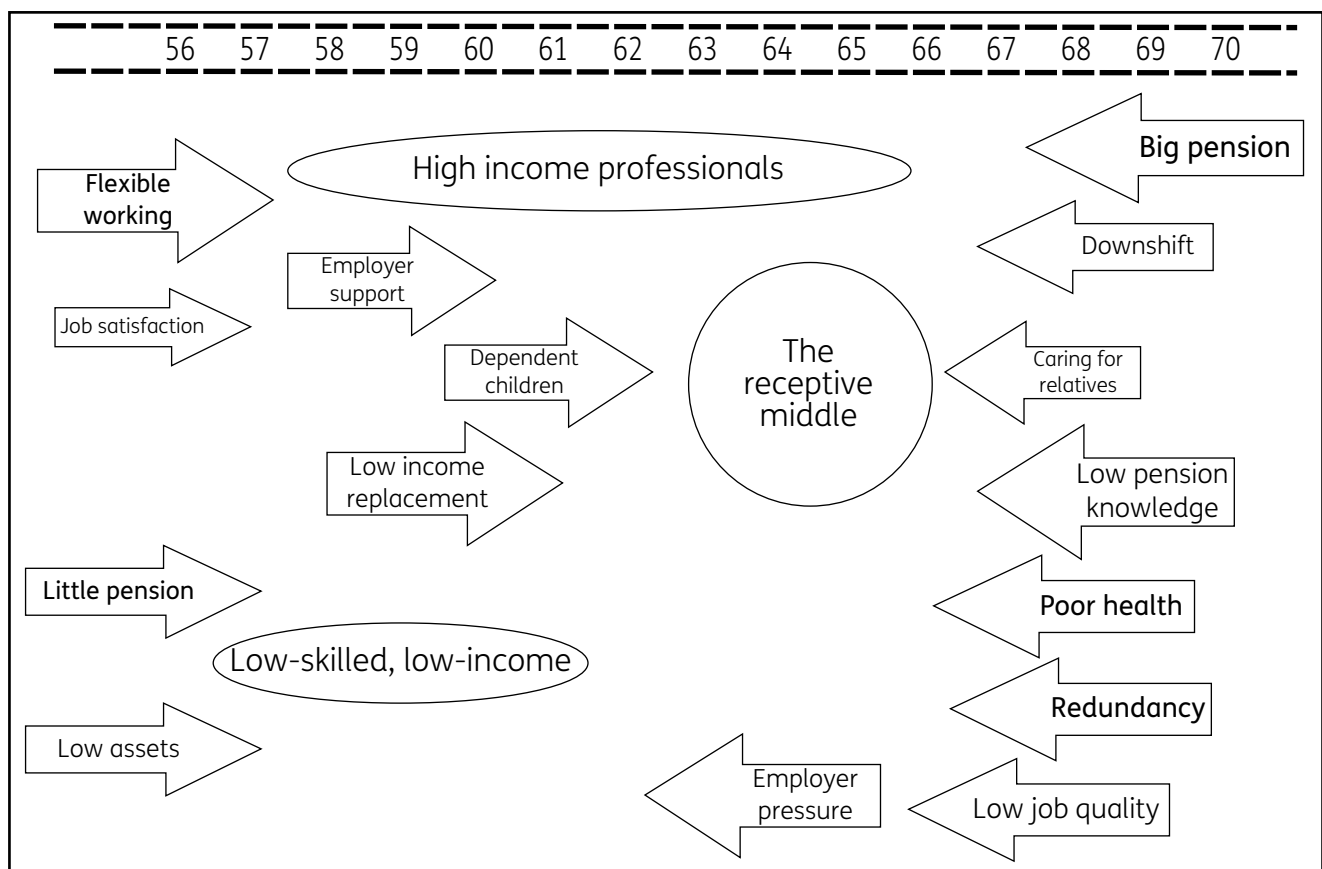 56 57 58 59 60 61 62 63 64 65 66 67 68 69 70
Big pension
High income professionals
Flexible
working
Downshift
Employer
support
Job satisfaction
The
receptive
middle
Dependent
children
Caring for
relatives
Low income
replacement
Low pension
knowledge
Little pension
Poor health
Low-skilled, low-income
Redundancy
Low assets
Employer
pressure
Low job quality